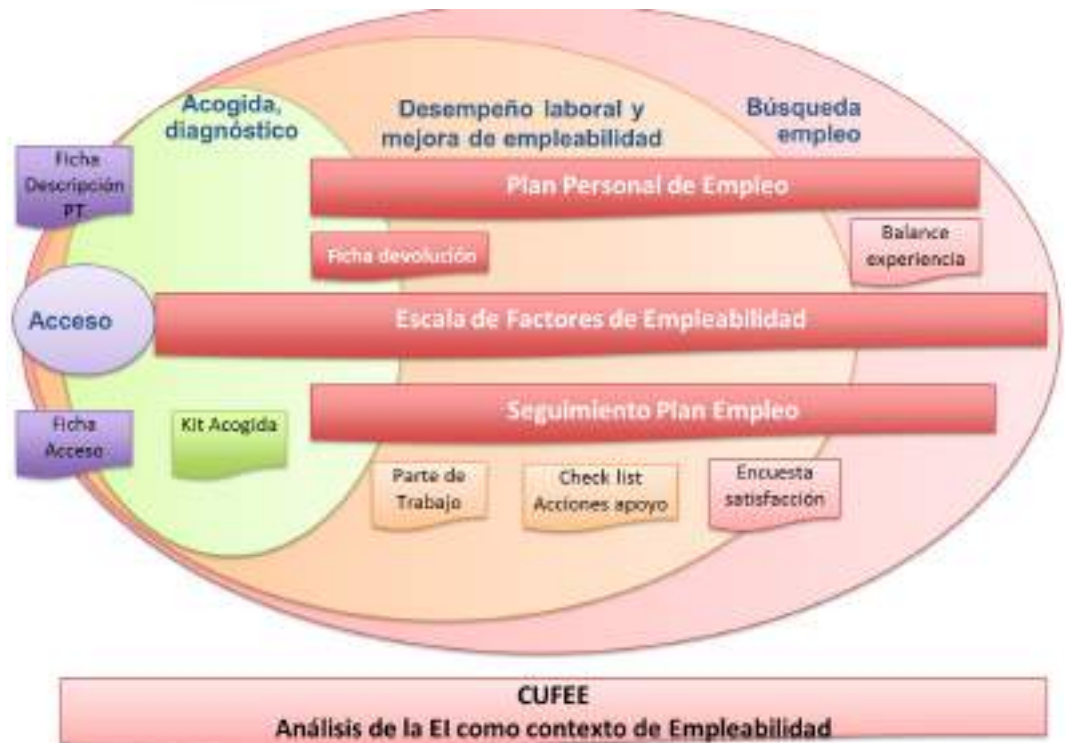 Acogida,
diagnóstico
Desempeño laboral y
mejora de empleabilidad
Búsqueda
empleo
Ficha
Descripción
PT
Plan Personal de Empleo
Ficha devolución
Balance
experiencia
Acceso
Escala de Factores de Empleabilidad
Seguimiento Plan Empleo
Ficha
Acceso
Kit Acogida
Parte de
Trabajo
Check list
Acciones apoyo
Encuesta
satisfacción
CUFEE
Análisis de la EI como contexto de Empleabilidad